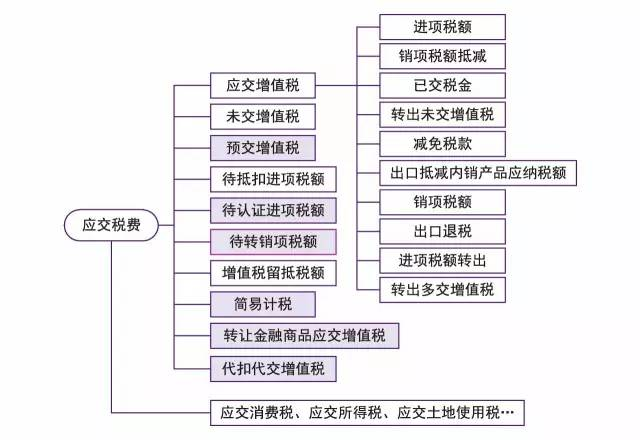 应交税费
应交增值税
未交增值税
预交增值税
待抵扣进项税额
待认证进项税额
待转销项税额
增值税留抵税额
简易计税
转让金融商品应交增值税
代扣代交增值税
应交消费税、应交所得税、应交土地使用税…
进项税额
销项税额抵减
已交税金
转出未交增值税
减免税款
出口抵减内销产品应纳税额
销项税额
出口退税
进项税额转出
转出多交增值税